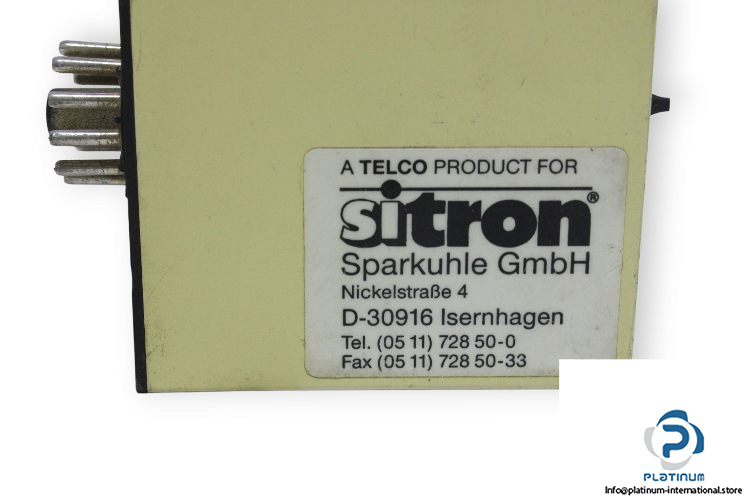 A TELCO PRODUCT FOR
sitron®
Sparkuhle GmbH
Nickelstraße 4
D-30916 Isernhagen
Tel. (05 11) 728 50-0
Fax (05 11) 728 50-33
PLATINUM
Info@platinum-international.store